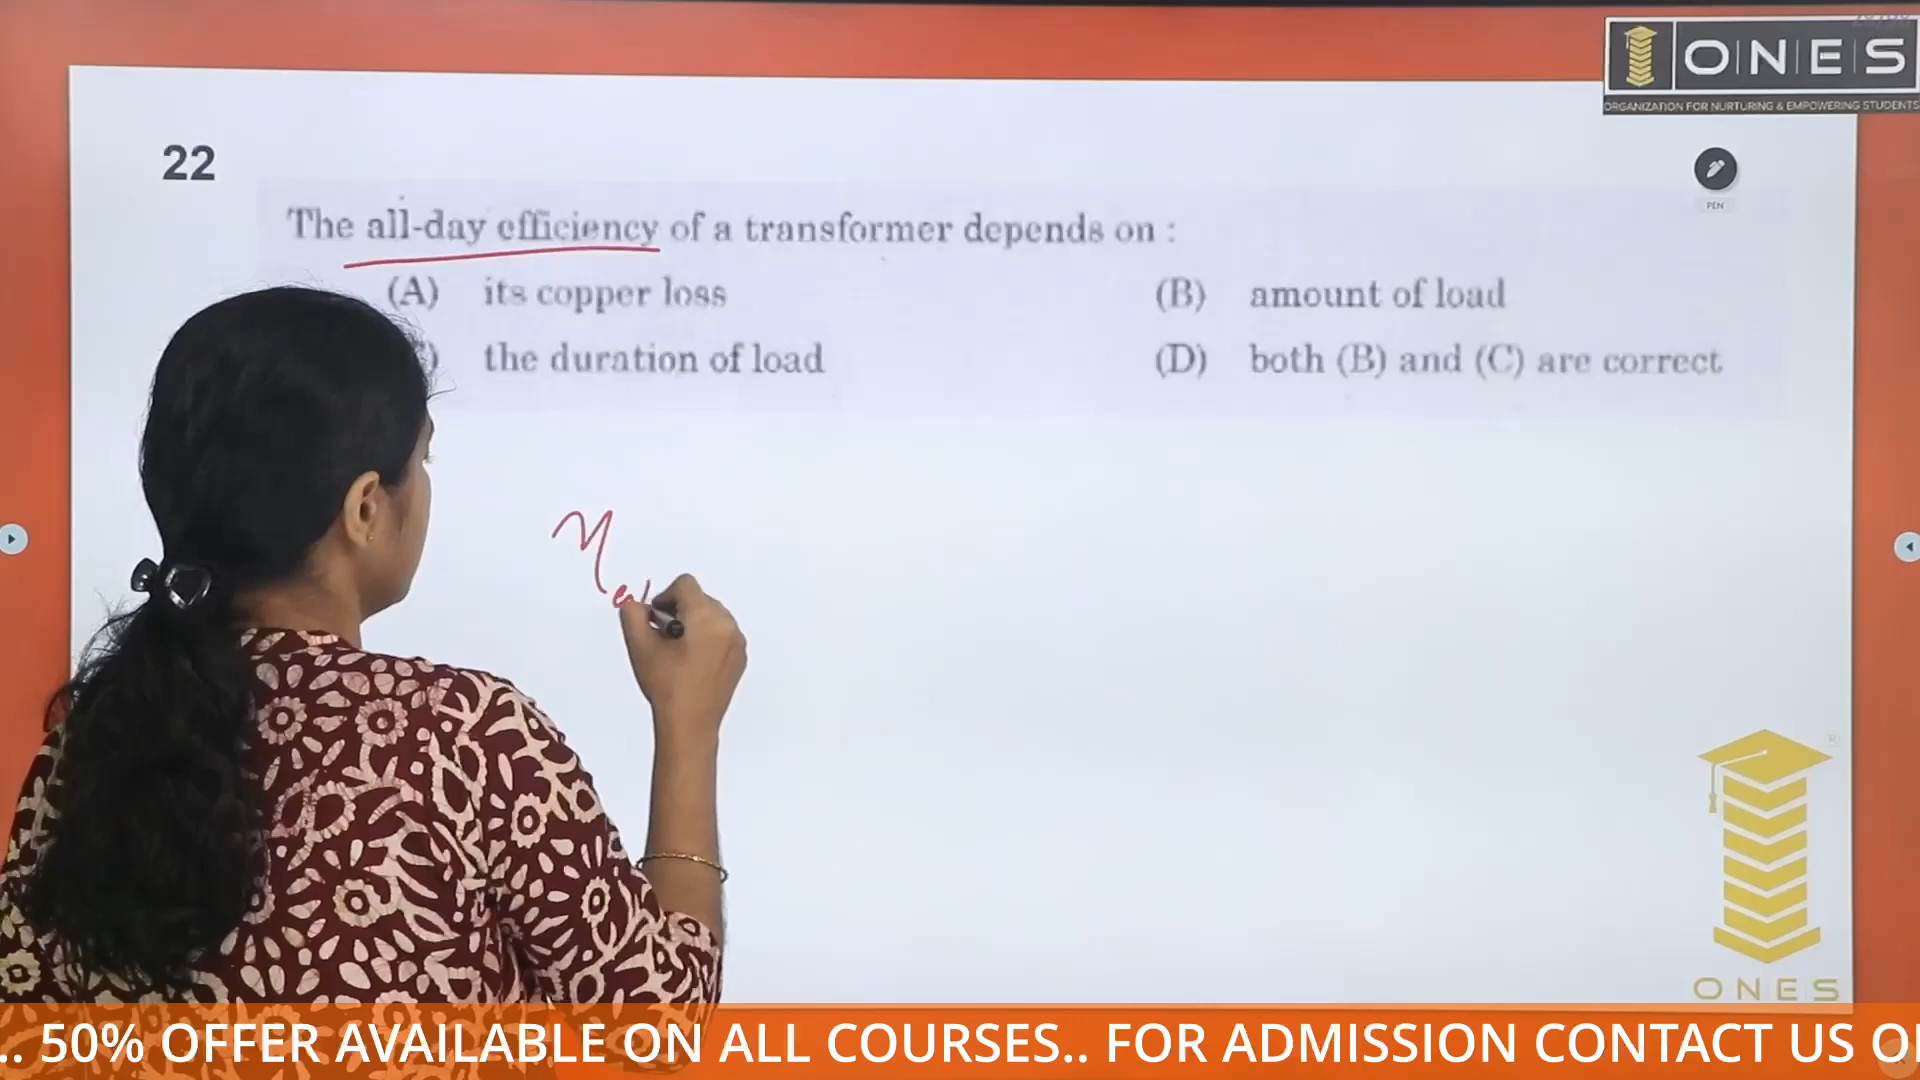 ONES
ORGANIZATION FOR NURTURING & EMPOWERING STUDENTS
22
PEN
The all-day efficiency of a transformer depends on :
(A) its copper loss
(B) amount of load
the duration of load
(D) both (B) and (C) are correct
η
ONES
.. 50% OFFER AVAILABLE ON ALL COURSES.. FOR ADMISSION CONTACT US O